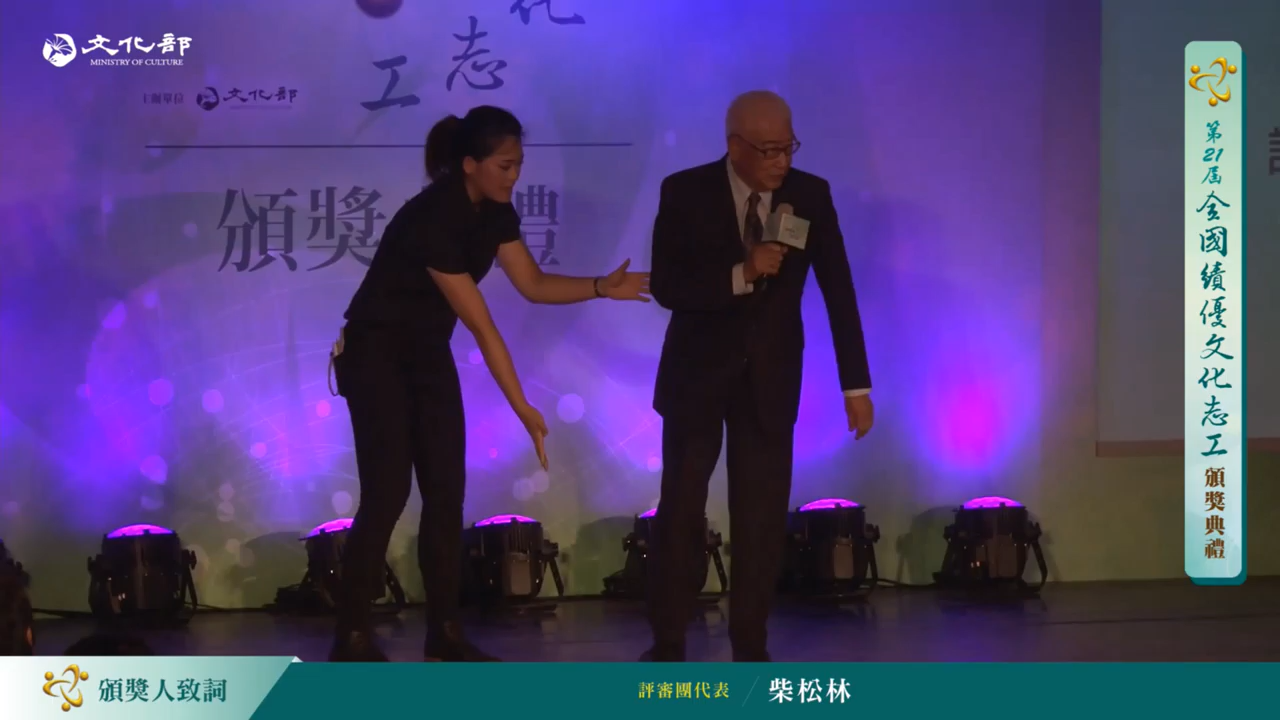 文化部
MINISTRY OF CULTURE
化
志
工
主辦單位 文化部
頒獎
禮
第21屆全國績優文化志工頒獎典禮
頒獎人致詞
評審團代表 柴松林